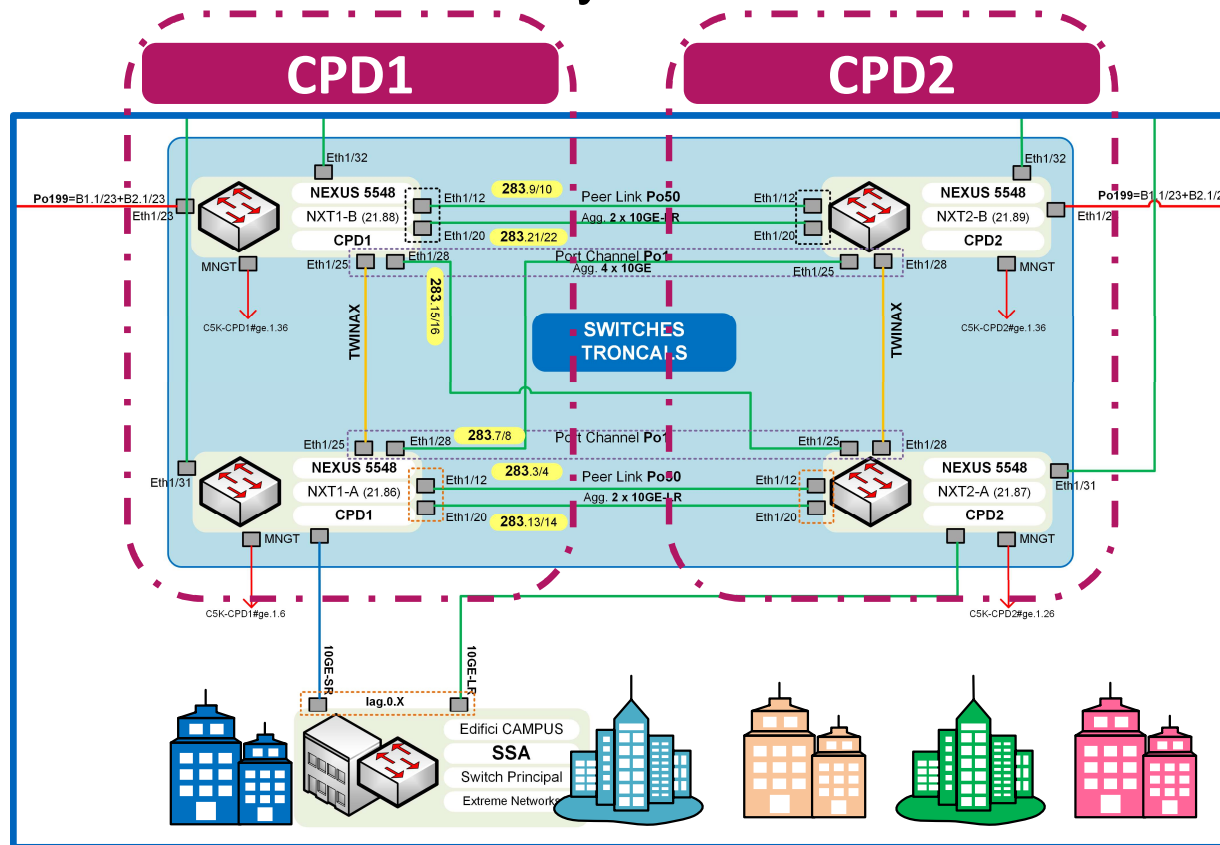 CPD1
CPD2
Eth1/32
Eth1/32
NEXUS 5548
NXT1-B (21.88)
CPD1
Po199=B1.1/23+B2.1/23
Eth1/23
Eth1/12
283.9/10
Peer Link Po50
Eth1/12
Eth1/20
283.21/22
Agg. 2 x 10GE-LR
Eth1/20
NEXUS 5548
NXT2-B (21.89)
CPD2
Po199=B1.1/23+B2.1/2
Eth1/2
MNGT
Eth1/25
Eth1/28
Port Channel Po1
Agg. 4 x 10GE
Eth1/25
Eth1/28
MNGT
283.15/16
C5K-CPD1#ge.1.36
C5K-CPD2#ge.1.36
TWINAX
SWITCHES
TRONCALS
TWINAX
Eth1/25
Eth1/28
283.7/8
Port Channel Po1
Eth1/25
Eth1/28
NEXUS 5548
NXT1-A (21.86)
CPD1
Eth1/31
Eth1/12
283.3/4
Peer Link Po50
Eth1/12
Eth1/20
283.13/14
Agg. 2 x 10GE-LR
Eth1/20
NEXUS 5548
NXT2-A (21.87)
CPD2
Eth1/31
MNGT
MNGT
C5K-CPD1#ge.1.6
C5K-CPD2#ge.1.26
10GE-SR
10GE-LR
lag.0.X
Edifici CAMPUS
SSA
Switch Principal
Extreme Networks